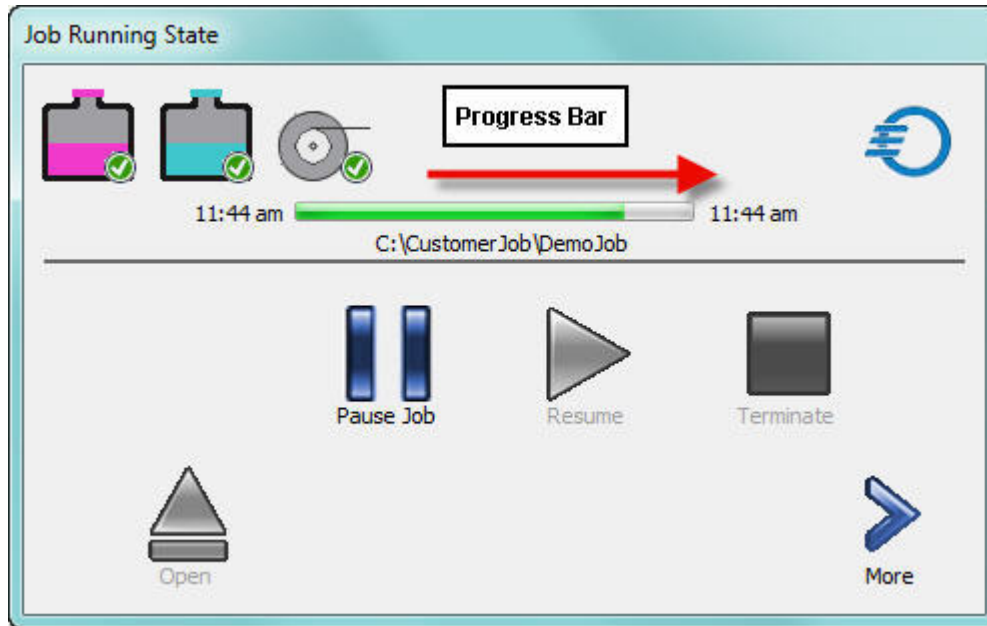 Job Running State
Progress Bar
11:44 am 11:44 am
C:\CustomerJob\DemoJob
Pause Job Resume Terminate
Open More